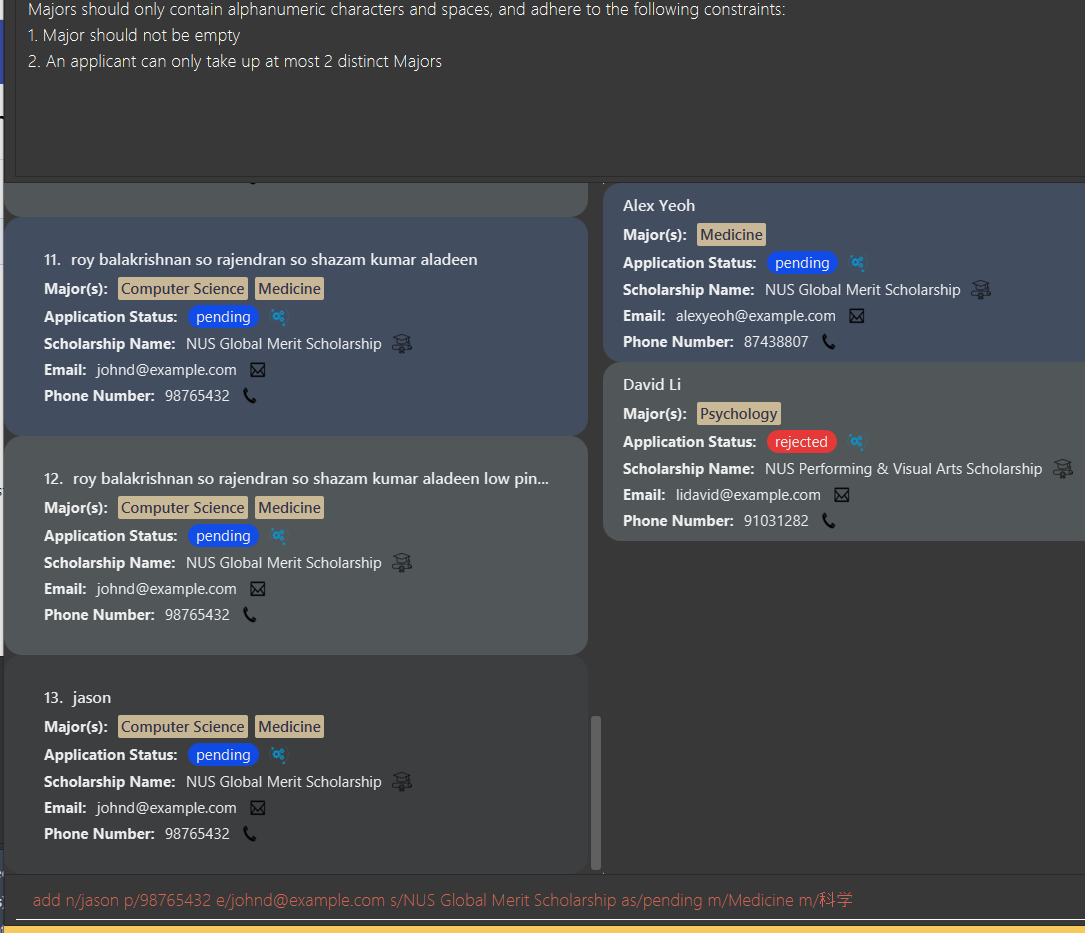 Majors should only contain alphanumeric characters and spaces, and adhere to the following constraints:
1. Major should not be empty
2. An applicant can only take up at most 2 distinct Majors
11. roy balakrishnan so rajendran so shazam kumar aladeen
Major(s): Computer Science Medicine
Application Status: pending
Scholarship Name: NUS Global Merit Scholarship
Email: johnd@example.com
Phone Number: 98765432
12. roy balakrishnan so rajendran so shazam kumar aladeen low pin...
Major(s): Computer Science Medicine
Application Status: pending
Scholarship Name: NUS Global Merit Scholarship
Email: johnd@example.com
Phone Number: 98765432
13. jason
Major(s): Computer Science Medicine
Application Status: pending
Scholarship Name: NUS Global Merit Scholarship
Email: johnd@example.com
Phone Number: 98765432
Alex Yeoh
Major(s): Medicine
Application Status: pending
Scholarship Name: NUS Global Merit Scholarship
Email: alexyeoh@example.com
Phone Number: 87438807
David Li
Major(s): Psychology
Application Status: rejected
Scholarship Name: NUS Performing & Visual Arts Scholarship
Email: lidavid@example.com
Phone Number: 91031282
add n/jason p/98765432 e/johnd@example.com s/NUS Global Merit Scholarship as/pending m/Medicine m/科学